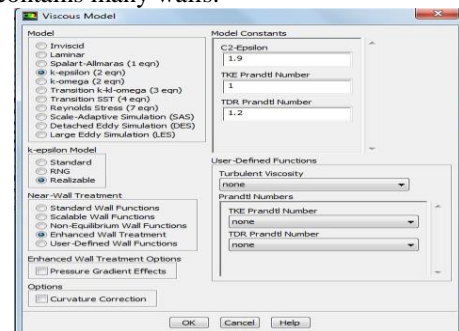 contains many walls.
Viscous Model
Model
Inviscid
Laminar
Spalart-Allmaras (1 eqn)
k-epsilon (2 eqn)
k-omega (2 eqn)
Transition k-kl-omega (3 eqn)
Transition SST (4 eqn)
Reynolds Stress (7 eqn)
Scale-Adaptive Simulation (SAS)
Detached Eddy Simulation (DES)
Large Eddy Simulation (LES)
k-epsilon Model
Standard
RNG
Realizable
Near-Wall Treatment
Standard Wall Functions
Scalable Wall Functions
Non-Equilibrium Wall Functions
Enhanced Wall Treatment
User-Defined Wall Functions
Enhanced Wall Treatment Options
Pressure Gradient Effects
Options
Curvature Correction
Model Constants
C2-Epsilon
1.9
TKE Prandtl Number
1
TDR Prandtl Number
1.2
User-Defined Functions
Turbulent Viscosity
none
Prandtl Numbers
TKE Prandtl Number
none
TDR Prandtl Number
none
OK Cancel Help